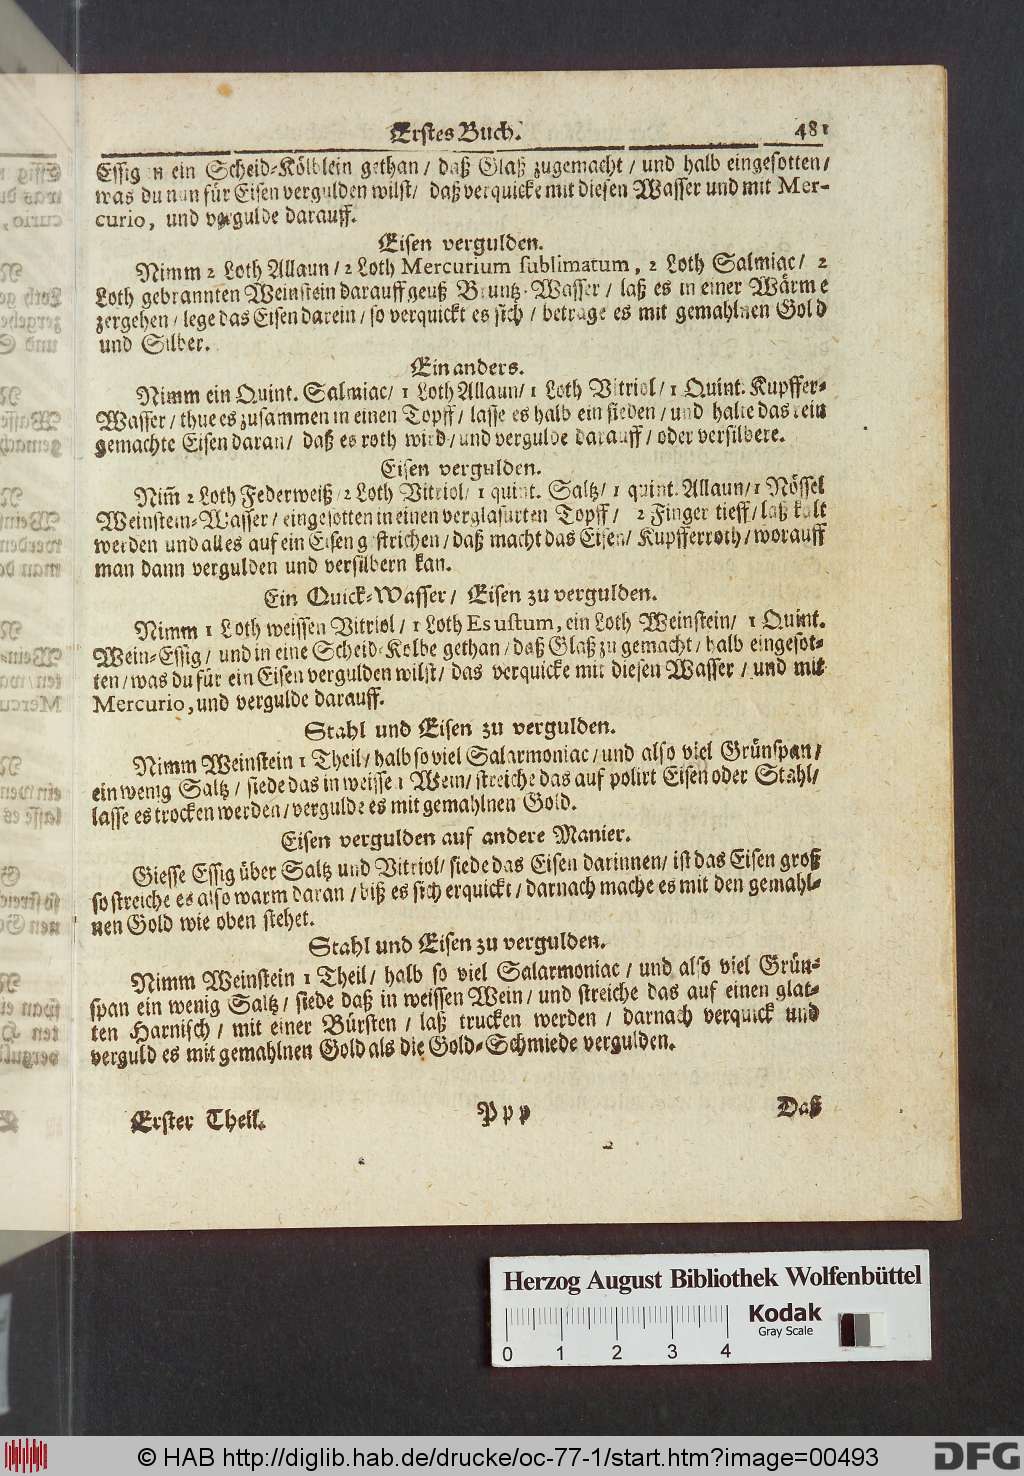 Erstes Buch. 481
Essig in ein Scheid-Kölblein gethan / daß Glaß zugemacht / und halb eingesotten /
was du nun für Eisen vergulden wilst / daß verquicke mit diesen Wasser und mit Mer-
curio, und vergulde darauff.
Eisen vergulden.
Nimm 2 Loth Allaun / 2 Loth Mercurium sublimatum, 2 Loth Salmiac / 2
Loth gebrannten Weinstein darauff geuß Bruntz-Wasser / laß es in einer Wärme
zergehen / lege das Eisen darein / so verquickt es sich / betrage es mit gemahlnen Gold
und Silber.
Ein anders.
Nimm ein Quint. Salmiac / 1 Loth Allaun / 1 Loth Vitriol / 1 Quint. Kupffer-
Wasser / thue es zusammen in einen Topff / lasse es halb ein sieden / und halte das rein
gemachte Eisen daran / daß es roth wird / und vergulde darauff / oder versilbere.
Eisen vergulden.
Nim̃ 2 Loth Federweiß / 2 Loth Vitriol / 1 quint. Saltz / 1 quint. Allaun / 1 Nössel
Weinstein-Wasser / eingesotten in einen verglasurten Topff / 2 Finger tieff / laß kalt
werden und alles auf ein Eisen gestrichen / daß macht das Eisen / Kupfferroth / worauff
man dann vergulden und versilbern kan.
Ein Quick-Wasser / Eisen zu vergulden.
Nimm 1 Loth weissen Vitriol / 1 Loth Es ustum, ein Loth Weinstein / 1 Quint.
Wein-Essig / und in eine Scheid-Kolbe gethan / daß Glaß zu gemacht / halb eingesot-
ten / was du für ein Eisen vergulden wilst / das verquicke mit diesen Wasser / und mit
Mercurio, und vergulde darauff.
Stahl und Eisen zu vergulden.
Nimm Weinstein 1 Theil / halb so viel Salarmoniac / und also viel Grünspan /
ein wenig Saltz / siede das in weisse 1 Wein / streiche das auf polirt Eisen oder Stahl /
lasse es trocken werden / vergulde es mit gemahlnen Gold.
Eisen vergulden auf andere Manier.
Giesse Essig über Saltz und Vitriol / siede das Eisen darinnen / ist das Eisen groß
so streiche es also warm daran / biß es sich erquickt / darnach mache es mit den gemahl-
nen Gold wie oben stehet.
Stahl und Eisen zu vergulden.
Nimm Weinstein 1 Theil / halb so viel Salarmoniac / und also viel Grün-
span ein wenig Saltz / siede daß in weissen Wein / und streiche das auf einen glat-
ten Harnisch / mit einer Bürsten / laß trucken werden / darnach verquick und
verguld es mit gemahlnen Gold als die Gold-Schmiede vergulden.
Erster Theil. Ppp Daß
Herzog August Bibliothek Wolfenbüttel
Kodak
Gray Scale
0 1 2 3 4
© HAB http://diglib.hab.de/drucke/oc-77-1/start.htm?image=00493
DFG